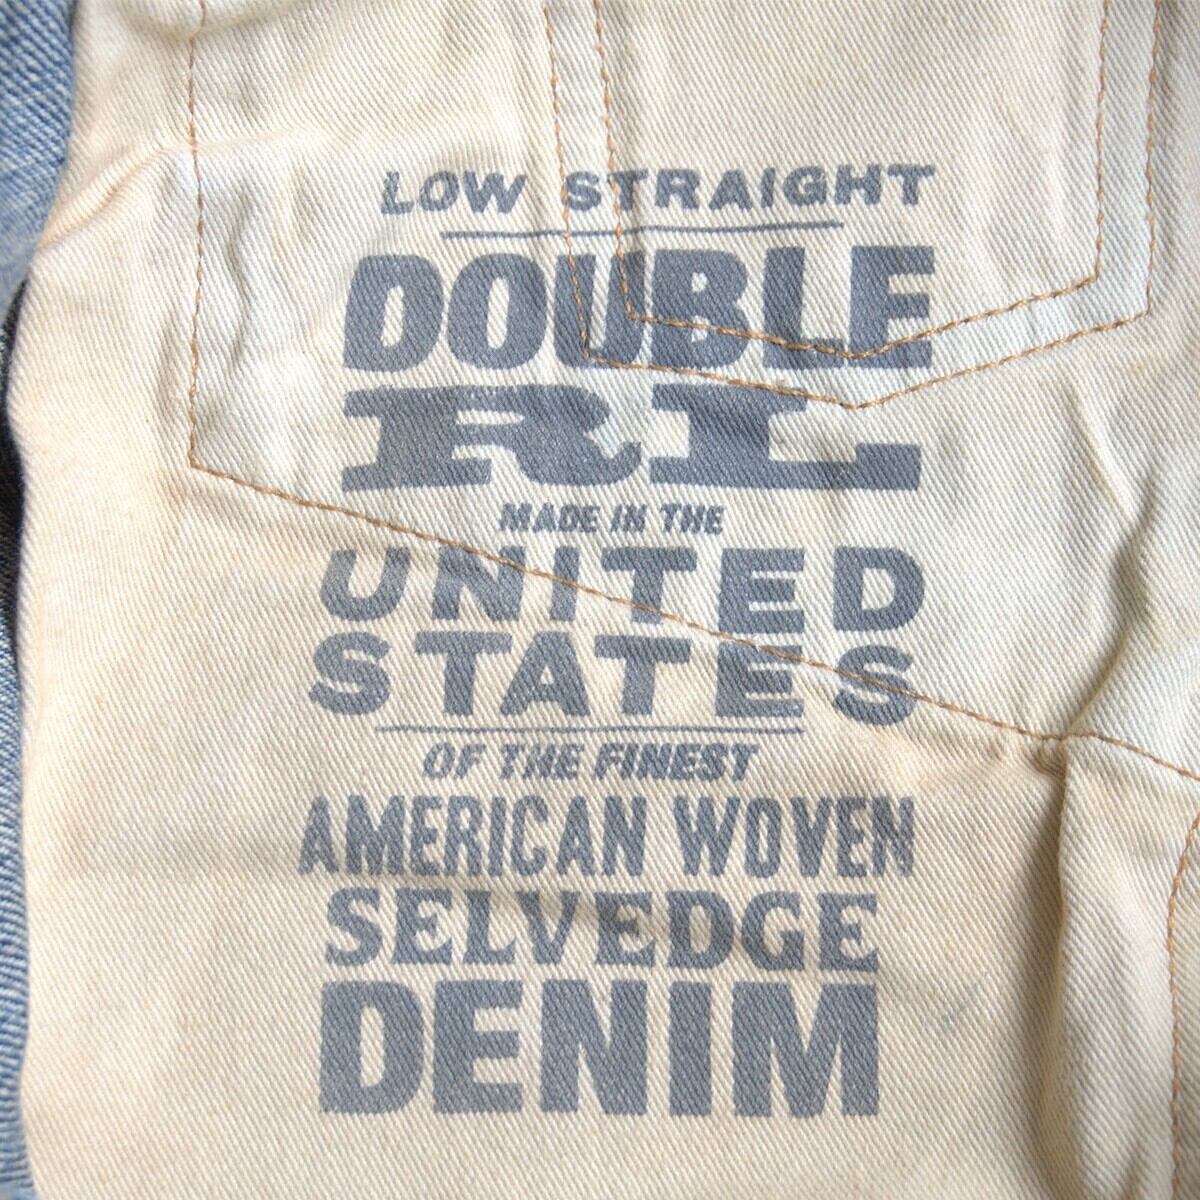 LOW STRAIGHT
DOUBLE
RL
MADE IN THE
UNITED
STATES
OF THE FINEST
AMERICAN WOVEN
SELVEDGE
DENIM